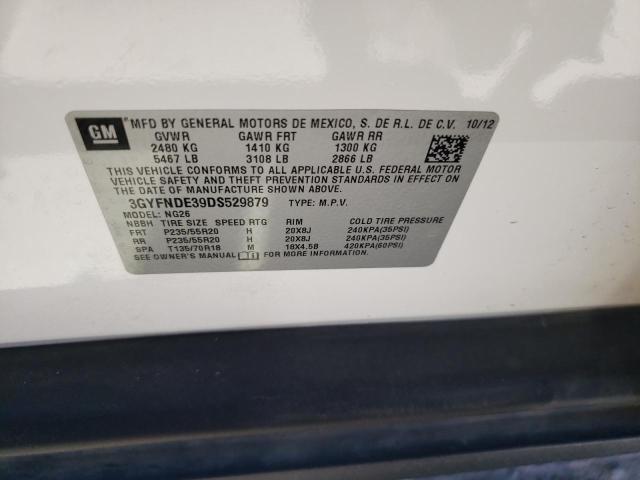 GM
*MFD BY GENERAL MOTORS DE MEXICO, S. DE R.L. DE C.V. 10/12
GVWR GAWR FRT GAWR RR
2480 KG 1410 KG 1300 KG
5467 LB 3108 LB 2866 LB
THIS VEHICLE CONFORMS TO ALL APPLICABLE U.S. FEDERAL MOTOR
VEHICLE SAFETY AND THEFT PREVENTION STANDARDS IN
EFFECT ON THE DATE OF MANUFACTURE SHOWN ABOVE.
3GYFNDE39DS529879 TYPE: M.P.V.
MODEL: NG26
NBBH TIRE SIZE SPEED RTG RIM COLD TIRE PRESSURE
FRT P235/55R20 H 20X8J 240KPA(35PSI)
RR P235/55R20 H 20X8J 240KPA(35PSI)
SPA T135/70R18 M 18X4.5B 420KPA(60PSI)
SEE OWNER'S MANUAL FOR ADDITIONAL INFORMATION.